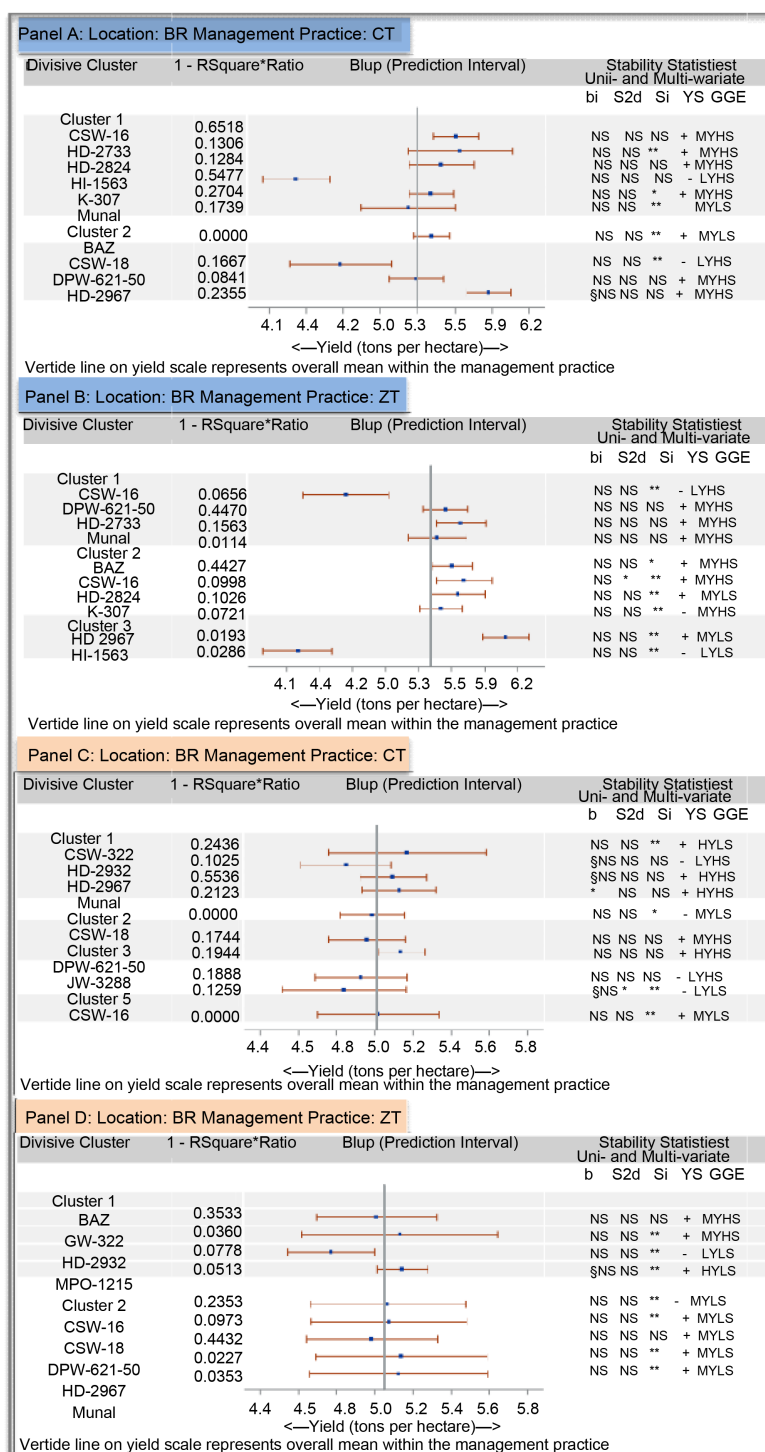 Panel A: Location: BR Management Practice: CT
Divisive Cluster 1 - RSquare*Ratio Blup (Prediction Interval) Stability Statistiest
Unii- and Multi-wariate
bi S2d Si YS GGE
Cluster 1
CSW-16 0.6518 NS NS NS + MYHS
HD-2733 0.1306 NS NS ** + MYHS
HD-2824 0.1284 NS NS NS + MYHS
HI-1563 0.5477 NS NS NS - LYHS
K-307 0.2704 NS NS * + MYHS
Munal 0.1739 NS NS ** MYLS
Cluster 2 0.0000 NS NS ** + MYLS
BAZ
CSW-18 0.1667 NS NS ** - LYHS
DPW-621-50 0.0841 NS NS NS + MYHS
HD-2967 0.2355 §NS NS NS + MYHS
4.1 4.4 4.2 5.0 5.3 5.5 5.9 6.2
<—Yield (tons per hectare)—>
Vertide line on yield scale represents overall mean within the management practice
Panel B: Location: BR Management Practice: ZT
Divisive Cluster 1 - RSquare*Ratio Blup (Prediction Interval) Stability Statistiest
Uni- and Multi-variate
bi S2d Si YS GGE
Cluster 1
CSW-16 0.0656 NS NS ** - LYHS
DPW-621-50 0.4470 NS NS NS + MYHS
HD-2733 0.1563 NS NS NS + MYHS
Munal 0.0114 NS NS NS + MYHS
Cluster 2
BAZ 0.4427 NS NS * + MYHS
CSW-16 0.0998 NS * ** + MYHS
HD-2824 0.1026 NS NS ** + MYLS
K-307 0.0721 NS NS ** - MYHS
Cluster 3
HD 2967 0.0193 NS NS ** + MYLS
HI-1563 0.0286 NS NS ** - LYLS
4.1 4.4 4.2 5.0 5.3 5.6 5.9 6.2
<—Yield (tons per hectare)—>
Vertide line on yield scale represents overall mean within the management practice
Panel C: Location: BR Management Practice: CT
Divisive Cluster 1 - RSquare*Ratio Blup (Prediction Interval) Stability Statistiest
Uni- and Multi-variate
b S2d Si YS GGE
Cluster 1 0.2436 NS NS ** + HYLS
CSW-322 0.1025 §NS NS NS - LYHS
HD-2932 0.5536 §NS NS NS + HYHS
HD-2967 0.2123 * NS NS + HYHS
Munal
Cluster 2 0.0000 NS NS * - MYLS
CSW-18 0.1744 NS NS NS + MYHS
Cluster 3 0.1944 NS NS NS + HYHS
DPW-621-50
JW-3288 0.1888 NS NS NS - LYHS
Cluster 5 0.1259 §NS * ** - LYLS
CSW-16 0.0000 NS NS ** + MYLS
4.4 4.5 4.8 5.0 5.2 5.4 5.6 5.8
<—Yield (tons per hectare)—>
Vertide line on yield scale represents overall mean within the management practice
Panel D: Location: BR Management Practice: ZT
Divisive Cluster 1 - RSquare*Ratio Blup (Prediction Interval) Stability Statistiest
Uni- and Multi-variate
b S2d Si YS GGE
Cluster 1
BAZ 0.3533 NS NS NS + MYHS
GW-322 0.0360 NS NS ** + MYHS
HD-2932 0.0778 NS NS ** - LYLS
MPO-1215 0.0513 §NS NS ** + HYLS
Cluster 2 0.2353 NS NS ** - MYLS
CSW-16 0.0973 NS NS ** + MYLS
CSW-18 0.4432 NS NS NS + MYLS
DPW-621-50 0.0227 NS NS ** + MYLS
HD-2967 0.0353 NS NS ** + MYLS
Munal
4.4 4.5 4.8 5.0 5.2 5.4 5.6 5.8
<—Yield (tons per hectare)—>
Vertide line on yield scale represents overall mean within the management practice